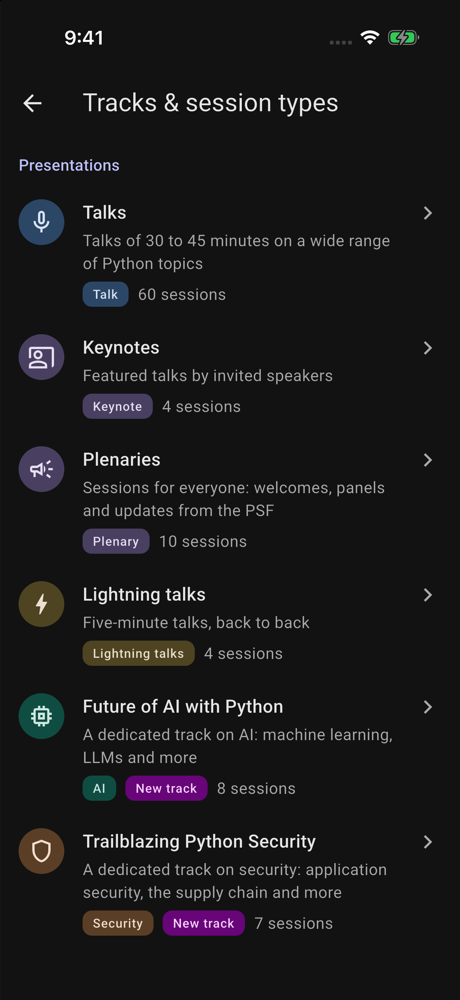 9:41
Tracks & session types
Presentations
Talks
Talks of 30 to 45 minutes on a wide range
of Python topics
Talk 60 sessions
Keynotes
Featured talks by invited speakers
Keynote 4 sessions
Plenaries
Sessions for everyone: welcomes, panels
and updates from the PSF
Plenary 10 sessions
Lightning talks
Five-minute talks, back to back
Lightning talks 4 sessions
Future of AI with Python
A dedicated track on AI: machine learning,
LLMs and more
AI New track 8 sessions
Trailblazing Python Security
A dedicated track on security: application
security, the supply chain and more
Security New track 7 sessions